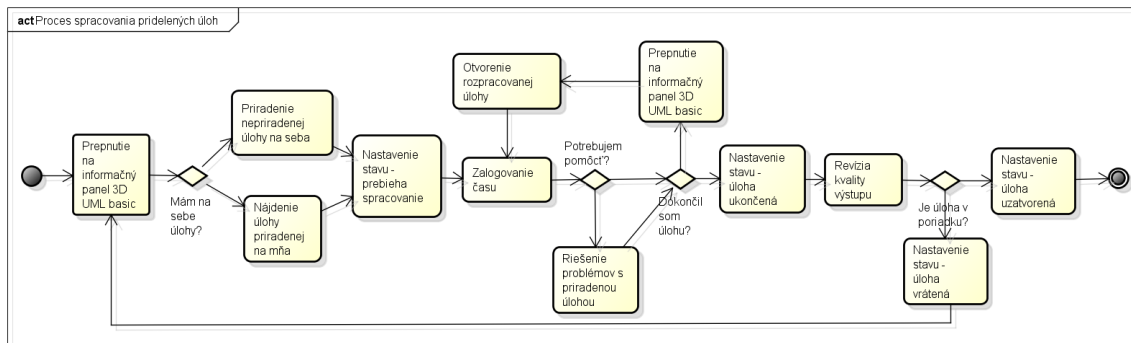 act Proces spracovania pridelených úloh
Prepnutie
na
informačný
panel 3D
UML basic
Mám na
sebe
úlohy?
Priradenie
nepriradenej
úlohy na seba
Nájdenie
úlohy
priradenej
na mňa
Nastavenie
stavu -
prebieha
spracovanie
Otvorenie
rozpracovanej
úlohy
Zalogovanie
času
Potrebujem
pomôcť?
Riešenie
problémov s
priradenou
úlohou
Prepnutie
na
informačný
panel 3D
UML basic
Dokončil
som
úlohu?
Nastavenie
stavu -
úloha
ukončená
Revízia
kvality
výstupu
Je úloha v
poriadku?
Nastavenie
stavu -
úloha
vrátená
Nastavenie
stavu -
úloha
uzatvorená